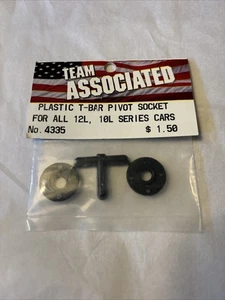 TEAM
ASSOCIATED
PLASTIC T-BAR PIVOT SOCKET
FOR ALL 12L, 10L SERIES CARS
No. 4335 $ 1.50